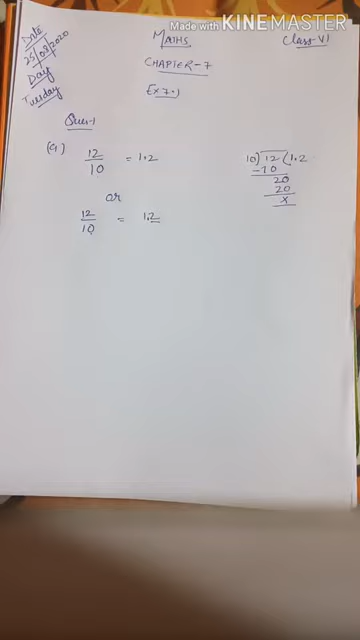 Made with KINEMASTER
Date
25/08/2020
Day
Tuesday
MATHS
Class-VI
CHAPTER-7
Ex 7.1
Ques-1
(a) 12/10 = 1.2
10) 12 (1.2
-10
20
20
x
or
12/10 = 1.2